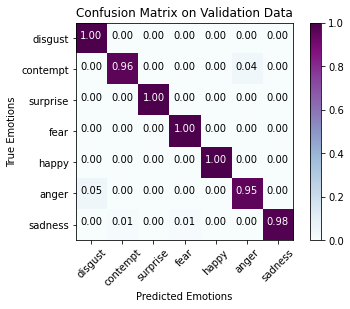 Confusion Matrix on Validation Data
disgust 1.00 0.00 0.00 0.00 0.00 0.00 0.00
contempt 0.00 0.96 0.00 0.00 0.00 0.04 0.00
surprise 0.00 0.00 1.00 0.00 0.00 0.00 0.00
fear 0.00 0.00 0.00 1.00 0.00 0.00 0.00
happy 0.00 0.00 0.00 0.00 1.00 0.00 0.00
anger 0.05 0.00 0.00 0.00 0.00 0.95 0.00
sadness 0.00 0.01 0.00 0.01 0.00 0.00 0.98
disgust contempt surprise fear happy anger sadness
Predicted Emotions
True Emotions
1.0
0.8
0.6
0.4
0.2
0.0